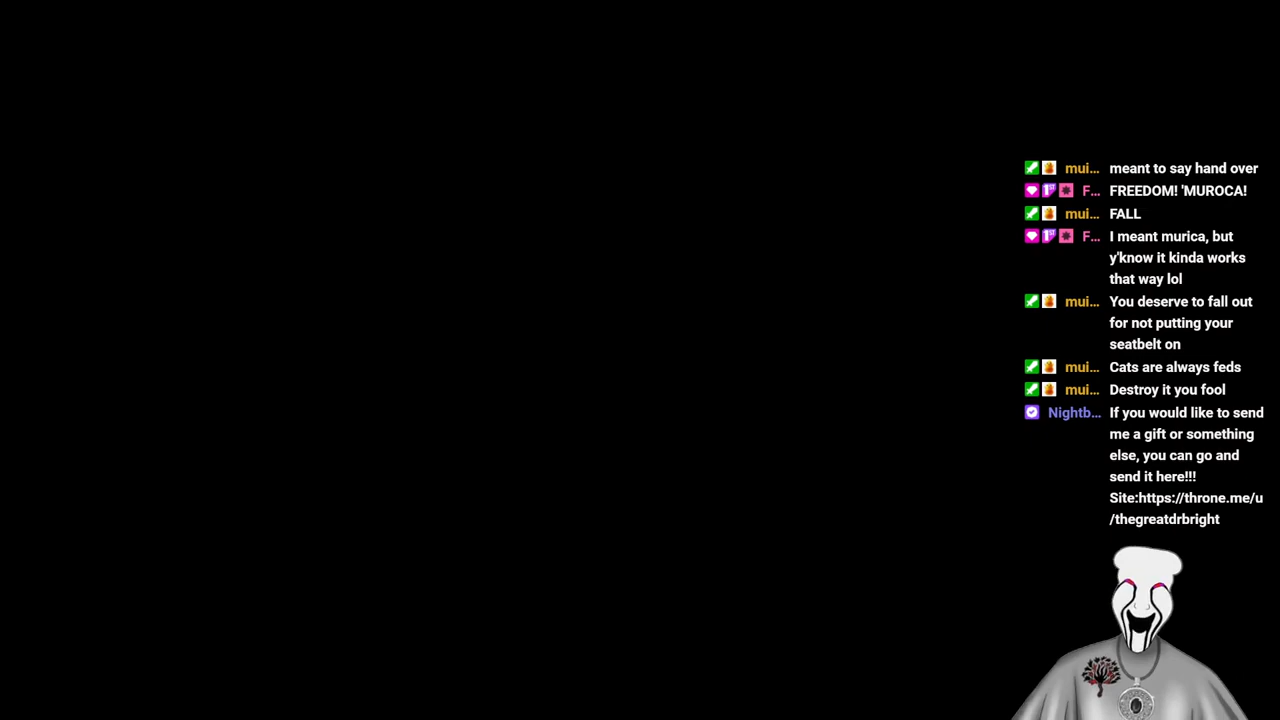 mui... meant to say hand over
F... FREEDOM! 'MUROCA!
mui... FALL
F... I meant murica, but
y'know it kinda works
that way lol
mui... You deserve to fall out
for not putting your
seatbelt on
mui... Cats are always feds
mui... Destroy it you fool
Nightb... If you would like to send
me a gift or something
else, you can go and
send it here!!!
Site:https://throne.me/u
/thegreatdrbright